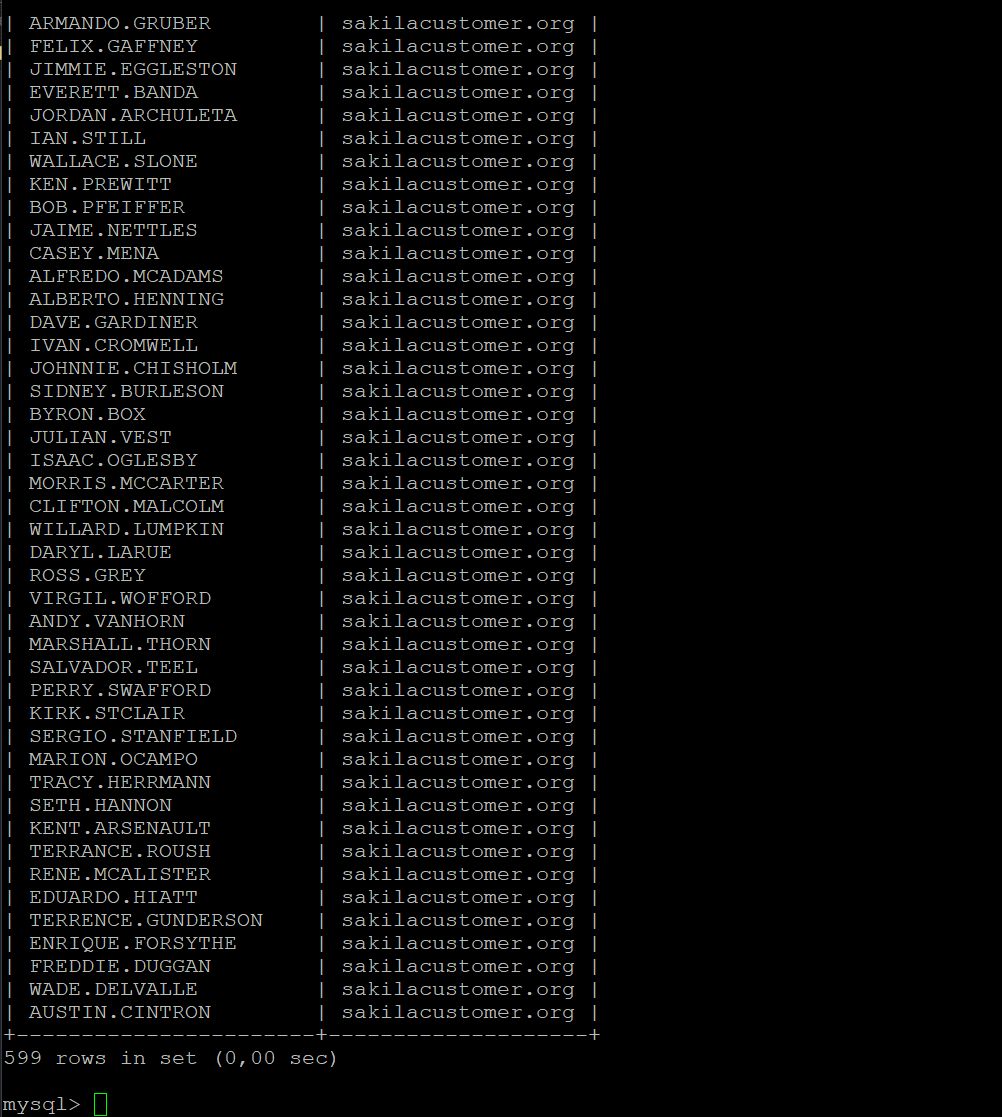 | ARMANDO.GRUBER         | sakilacustomer.org |
| FELIX.GAFFNEY          | sakilacustomer.org |
| JIMMIE.EGGLESTON       | sakilacustomer.org |
| EVERETT.BANDA          | sakilacustomer.org |
| JORDAN.ARCHULETA       | sakilacustomer.org |
| IAN.STILL              | sakilacustomer.org |
| WALLACE.SLONE          | sakilacustomer.org |
| KEN.PREWITT            | sakilacustomer.org |
| BOB.PFEIFFER           | sakilacustomer.org |
| JAIME.NETTLES          | sakilacustomer.org |
| CASEY.MENA             | sakilacustomer.org |
| ALFREDO.MCADAMS        | sakilacustomer.org |
| ALBERTO.HENNING        | sakilacustomer.org |
| DAVE.GARDINER          | sakilacustomer.org |
| IVAN.CROMWELL          | sakilacustomer.org |
| JOHNNIE.CHISHOLM       | sakilacustomer.org |
| SIDNEY.BURLESON        | sakilacustomer.org |
| BYRON.BOX              | sakilacustomer.org |
| JULIAN.VEST            | sakilacustomer.org |
| ISAAC.OGLESBY          | sakilacustomer.org |
| MORRIS.MCCARTER        | sakilacustomer.org |
| CLIFTON.MALCOLM        | sakilacustomer.org |
| WILLARD.LUMPKIN        | sakilacustomer.org |
| DARYL.LARUE            | sakilacustomer.org |
| ROSS.GREY              | sakilacustomer.org |
| VIRGIL.WOFFORD         | sakilacustomer.org |
| ANDY.VANHORN           | sakilacustomer.org |
| MARSHALL.THORN         | sakilacustomer.org |
| SALVADOR.TEEL          | sakilacustomer.org |
| PERRY.SWAFFORD         | sakilacustomer.org |
| KIRK.STCLAIR           | sakilacustomer.org |
| SERGIO.STANFIELD       | sakilacustomer.org |
| MARION.OCAMPO          | sakilacustomer.org |
| TRACY.HERRMANN         | sakilacustomer.org |
| SETH.HANNON            | sakilacustomer.org |
| KENT.ARSENAULT         | sakilacustomer.org |
| TERRANCE.ROUSH         | sakilacustomer.org |
| RENE.MCALISTER         | sakilacustomer.org |
| EDUARDO.HIATT          | sakilacustomer.org |
| TERRENCE.GUNDERSON     | sakilacustomer.org |
| ENRIQUE.FORSYTHE       | sakilacustomer.org |
| FREDDIE.DUGGAN         | sakilacustomer.org |
| WADE.DELVALLE          | sakilacustomer.org |
| AUSTIN.CINTRON         | sakilacustomer.org |
+-----------------------+--------------------+
599 rows in set (0,00 sec)
mysql>